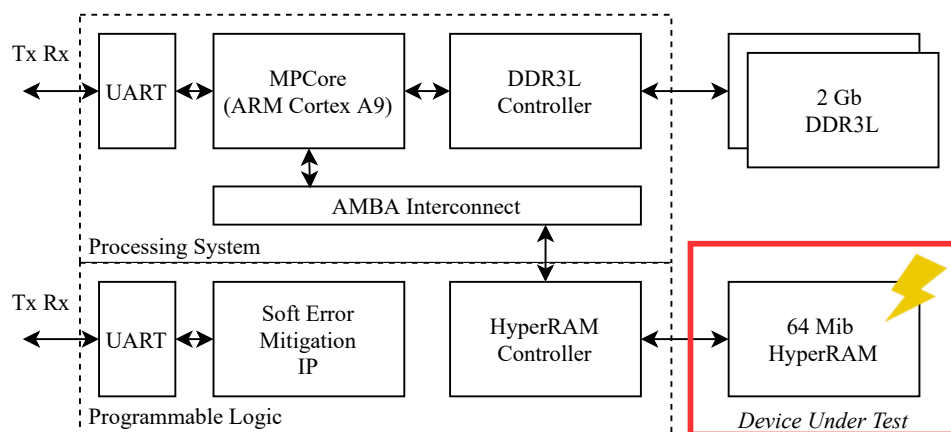 Tx Rx
UART
MPCore
(ARM Cortex A9)
DDR3L
Controller
2 Gb
DDR3L
AMBA Interconnect
Processing System
Tx Rx
UART
Soft Error
Mitigation
IP
HyperRAM
Controller
64 Mib
HyperRAM
Programmable Logic
Device Under Test